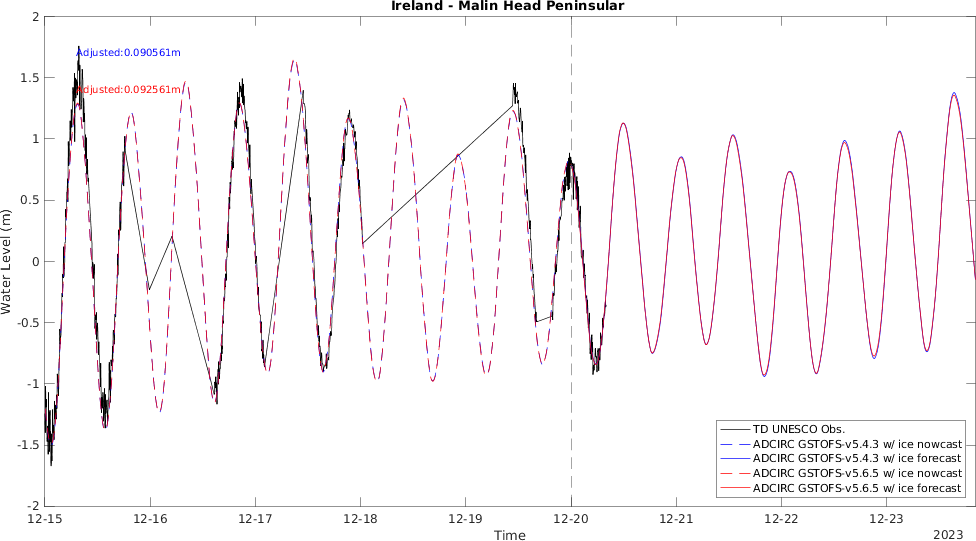 Ireland - Malin Head Peninsular
2
1.5
1
0.5
0
-0.5
-1
-1.5
-2
Water Level (m)
Adjusted:0.090561m
Adjusted:0.092561m
TD UNESCO Obs.
ADCIRC GSTOFS-v5.4.3 w/ ice nowcast
ADCIRC GSTOFS-v5.4.3 w/ ice forecast
ADCIRC GSTOFS-v5.6.5 w/ ice nowcast
ADCIRC GSTOFS-v5.6.5 w/ ice forecast
12-15 12-16 12-17 12-18 12-19 12-20 12-21 12-22 12-23
Time
2023